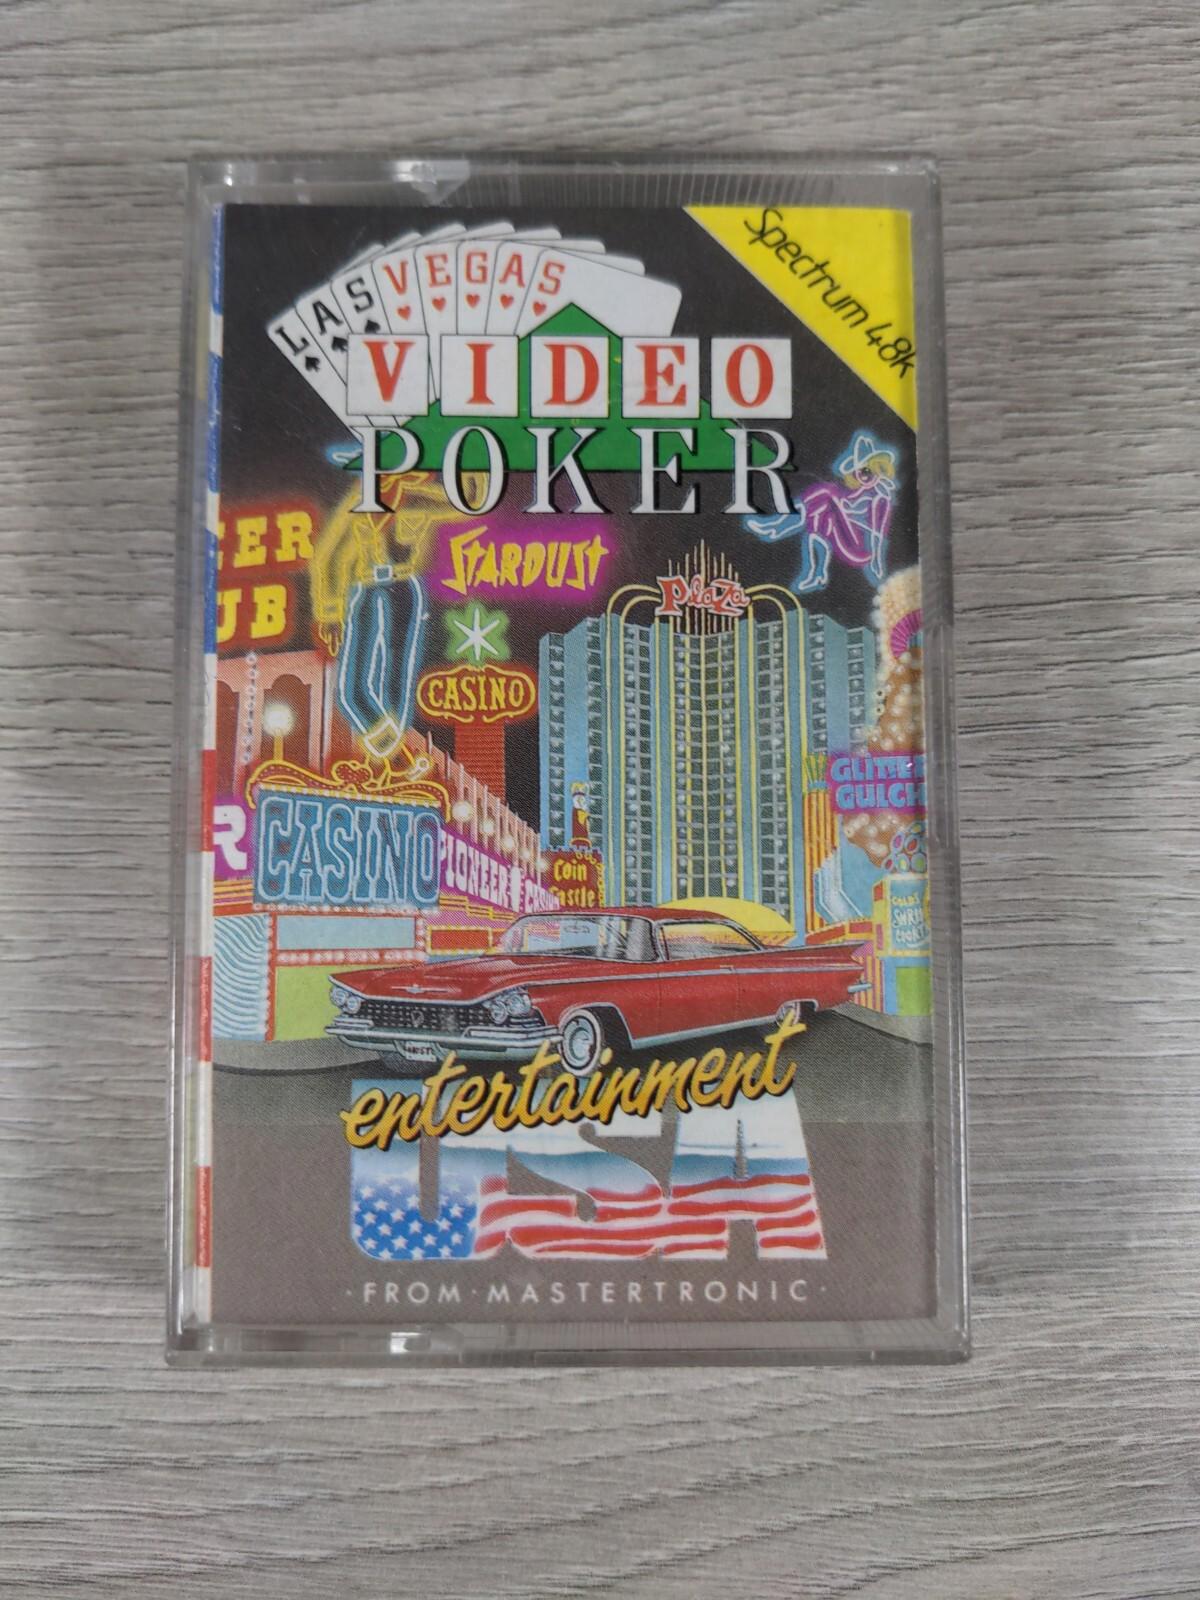 Spectrum 48k
LAS VEGAS
VIDEO
POKER
STARDUST
Plaza
CASINO
GLITTER
GULCH
CASINO
PIONEER
Coin
Castle
entertainment
USA
· FROM · MASTERTRONIC ·